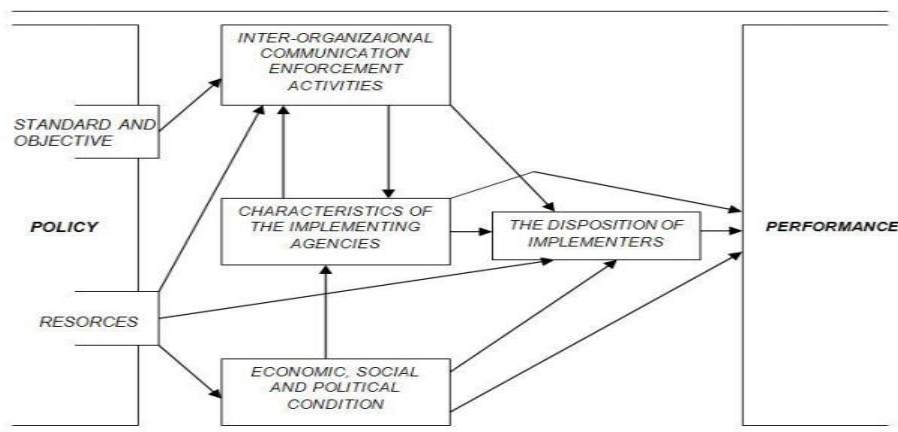 INTER-ORGANIZAIONAL
COMMUNICATION
ENFORCEMENT
ACTIVITIES
STANDARD AND
OBJECTIVE
POLICY
CHARACTERISTICS OF
THE IMPLEMENTING
AGENCIES
THE DISPOSITION OF
IMPLEMENTERS
PERFORMANCE
RESORCES
ECONOMIC, SOCIAL
AND POLITICAL
CONDITION